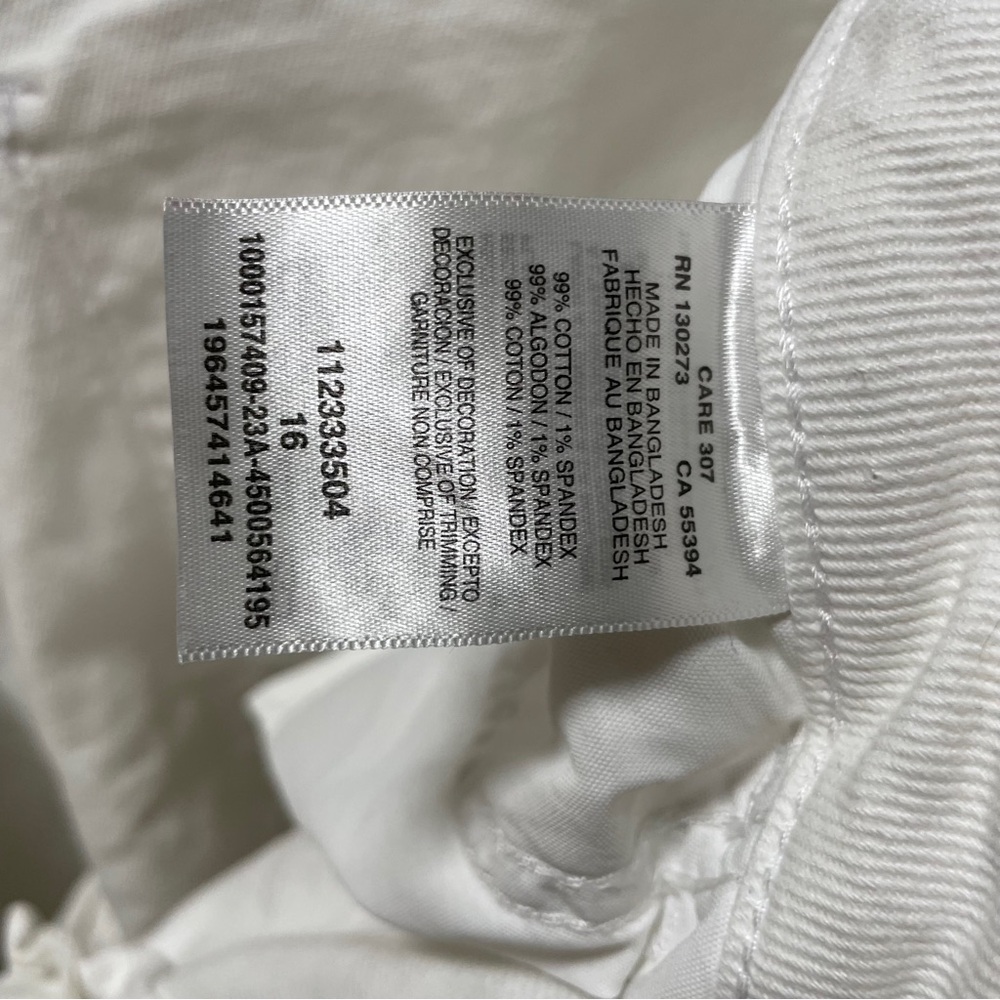 CARE 307
RN 130273 CA 55394
MADE IN BANGLADESH
HECHO EN BANGLADESH
FABRIQUE AU BANGLADESH
99% COTTON / 1% SPANDEX
99% ALGODON / 1% SPANDEX
99% COTON / 1% SPANDEX
EXCLUSIVE OF DECORATION / EXCEPTO
DECORACION / EXCLUSIVE OF TRIMMING /
GARNITURE NON COMPRISE
112333504
16
1000157409-23A-4500564195
196457414641